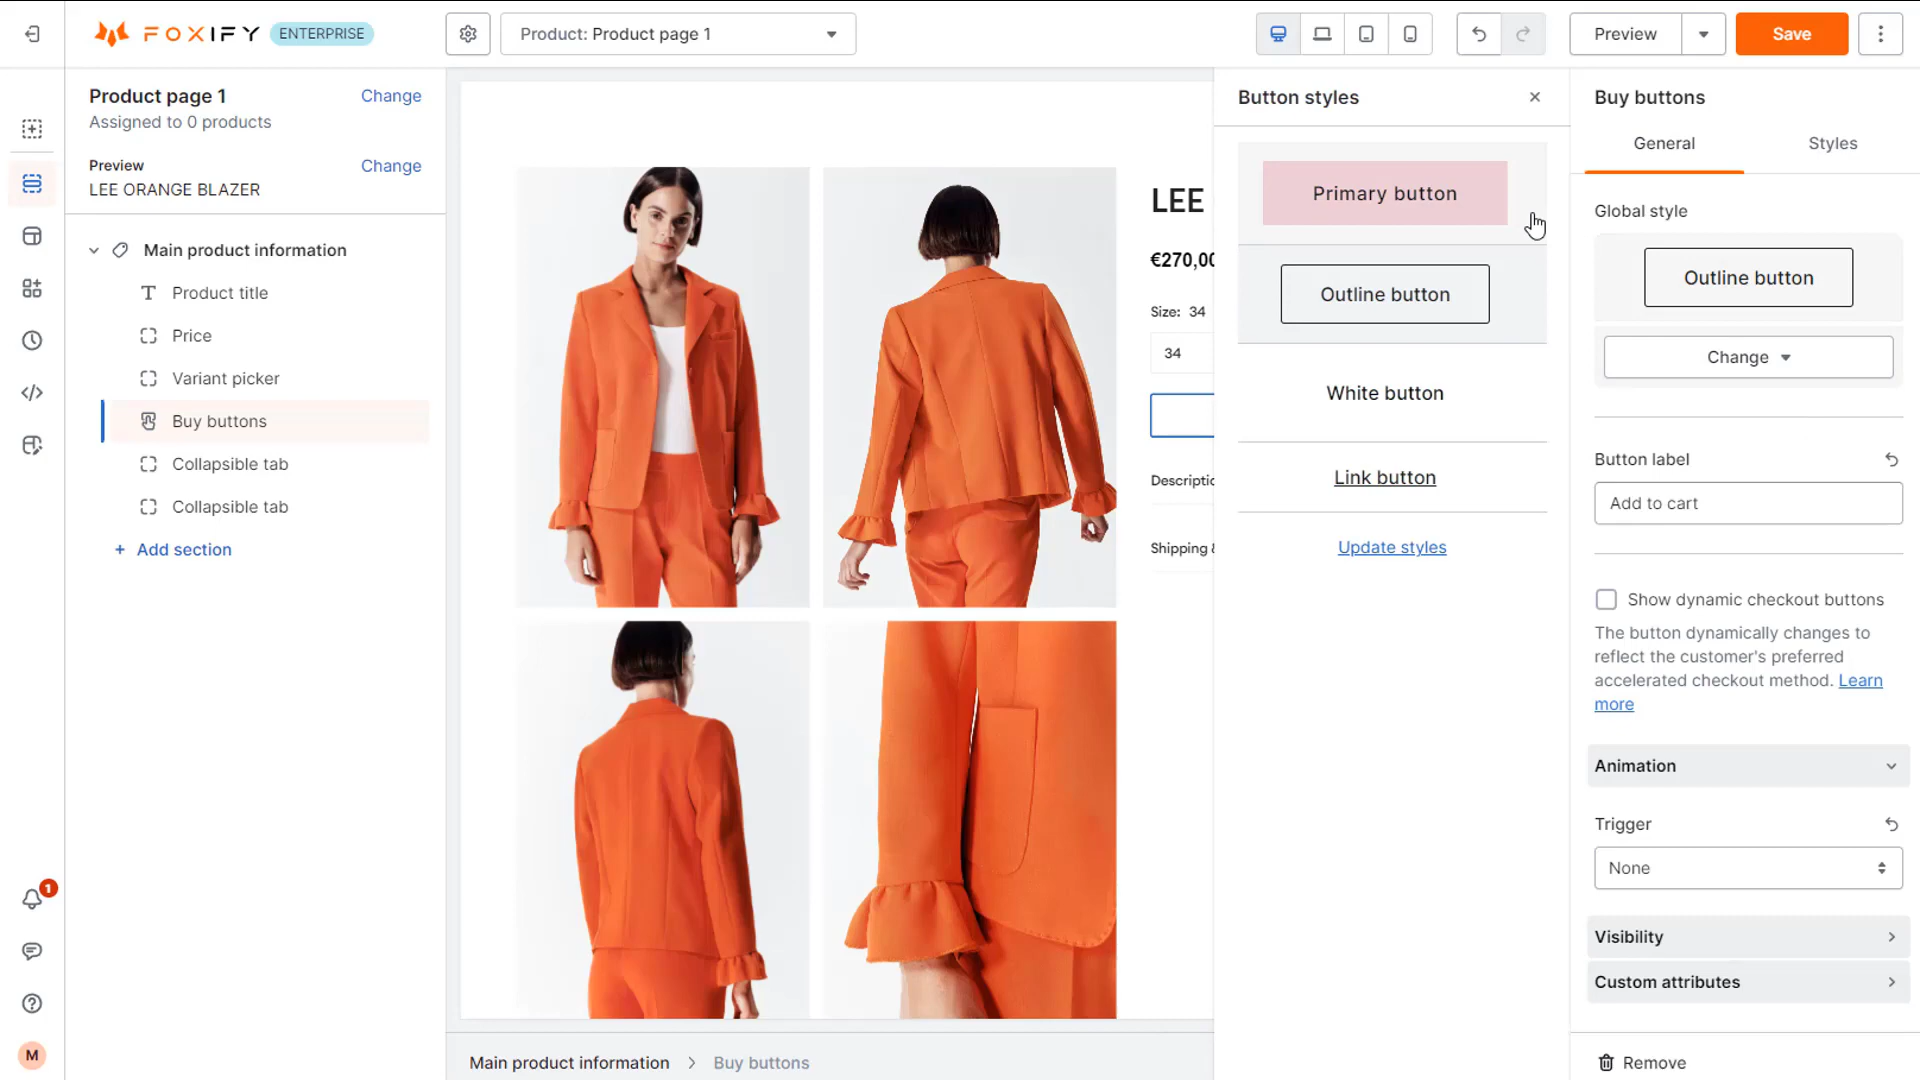 FOXIFY ENTERPRISE
Product: Product page 1
Preview
Save
Product page 1
Change
Assigned to 0 products
Preview
Change
LEE ORANGE BLAZER
Main product information
Product title
Price
Variant picker
Buy buttons
Collapsible tab
Collapsible tab
+ Add section
1
M
LEE
€270,00
Size: 34
34
Descriptic
Shipping &
Main product information > Buy buttons
Button styles
Primary button
Outline button
White button
Link button
Update styles
Buy buttons
General
Styles
Global style
Outline button
Change
Button label
Add to cart
Show dynamic checkout buttons
The button dynamically changes to
reflect the customer's preferred
accelerated checkout method. Learn
more
Animation
Trigger
None
Visibility
Custom attributes
Remove